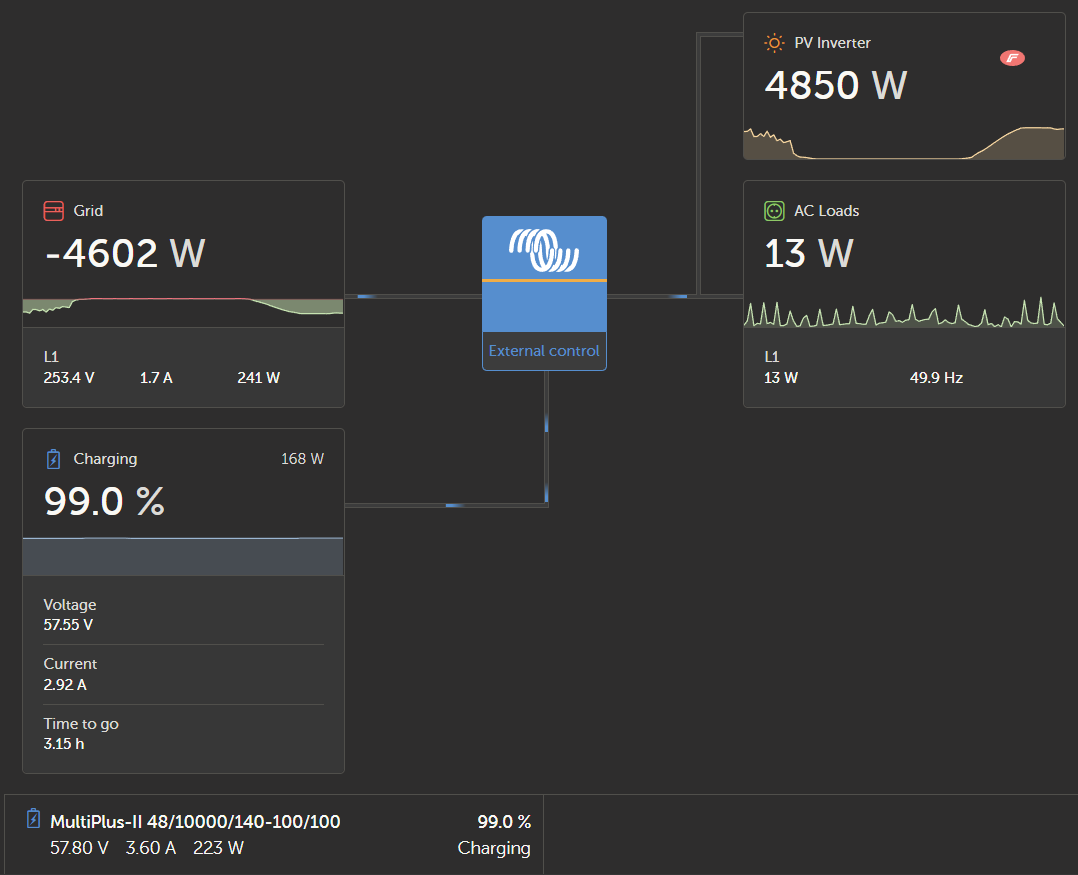 PV Inverter
4850 W
Grid
-4602 W
L1
253.4 V 1.7 A 241 W
External control
AC Loads
13 W
L1
13 W 49.9 Hz
Charging 168 W
99.0 %
Voltage
57.55 V
Current
2.92 A
Time to go
3.15 h
MultiPlus-II 48/10000/140-100/100 99.0 %
57.80 V 3.60 A 223 W Charging